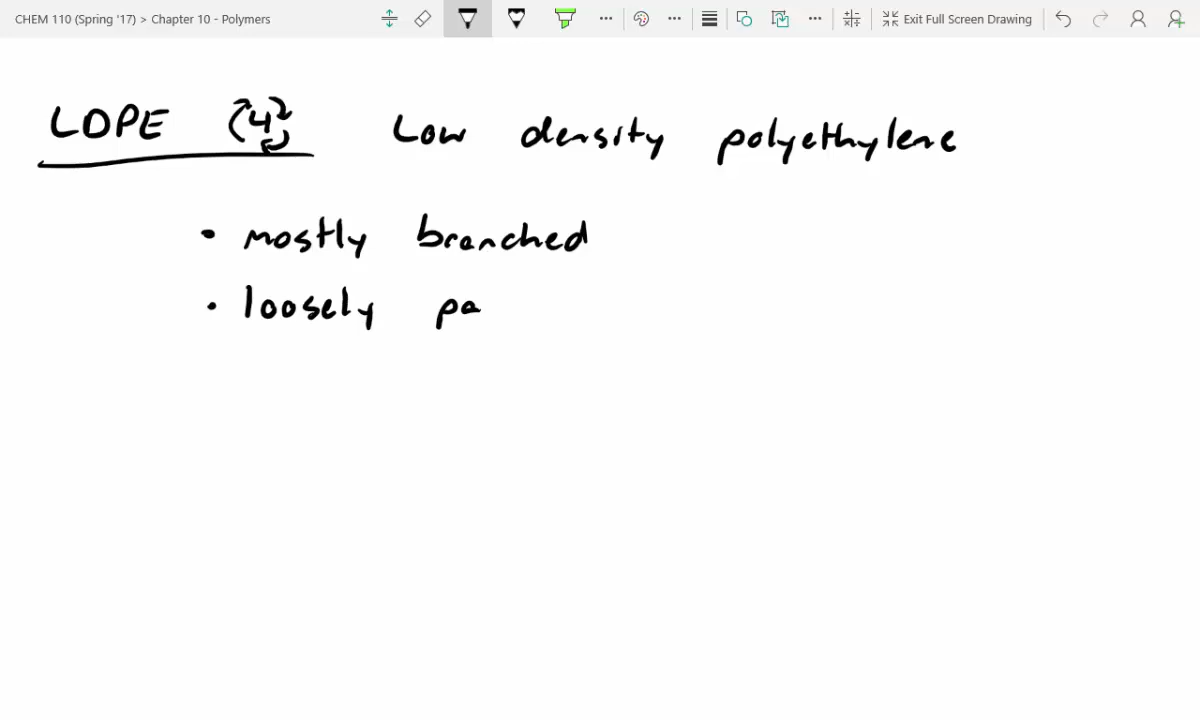 CHEM 110 (Spring '17) > Chapter 10 - Polymers
Exit Full Screen Drawing
LDPE 4 Low density polyethylene
• mostly branched
• loosely pa